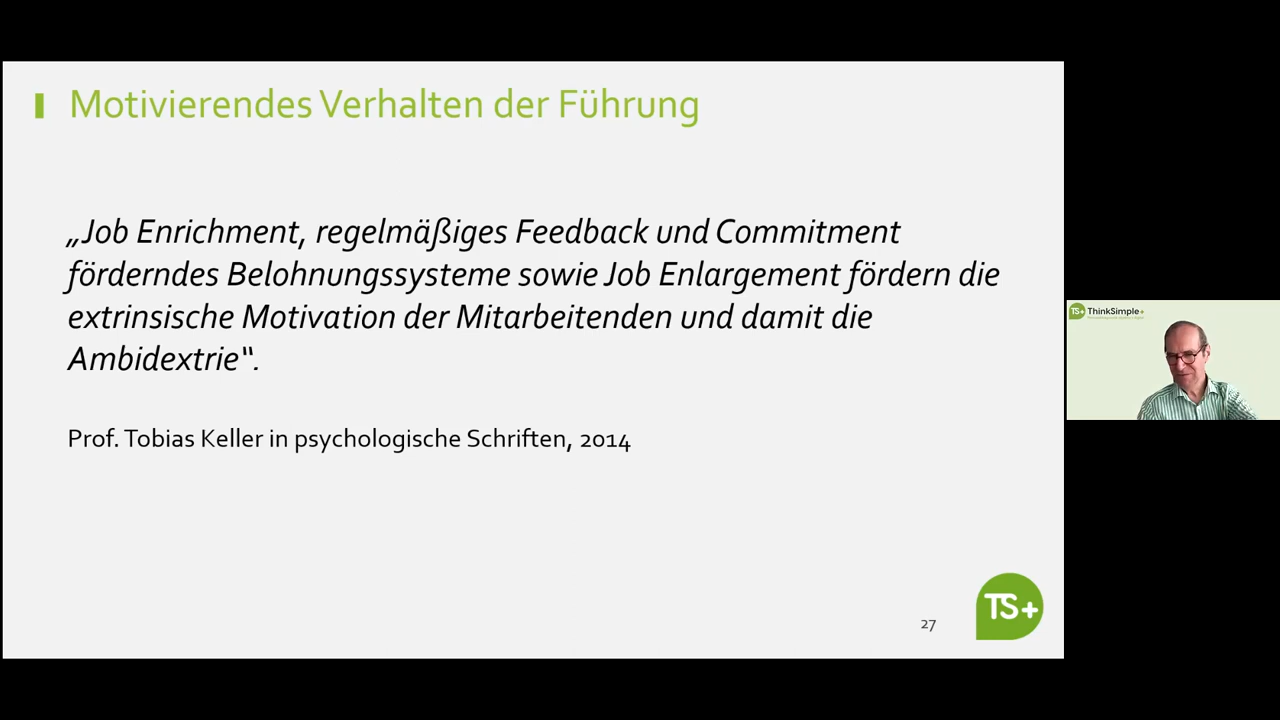 Motivierendes Verhalten der Führung
„Job Enrichment, regelmäßiges Feedback und Commitment
förderndes Belohnungssysteme sowie Job Enlargement fördern die
extrinsische Motivation der Mitarbeitenden und damit die
Ambidextrie“.
Prof. Tobias Keller in psychologische Schriften, 2014
27
TS+
TS+ ThinkSimple+